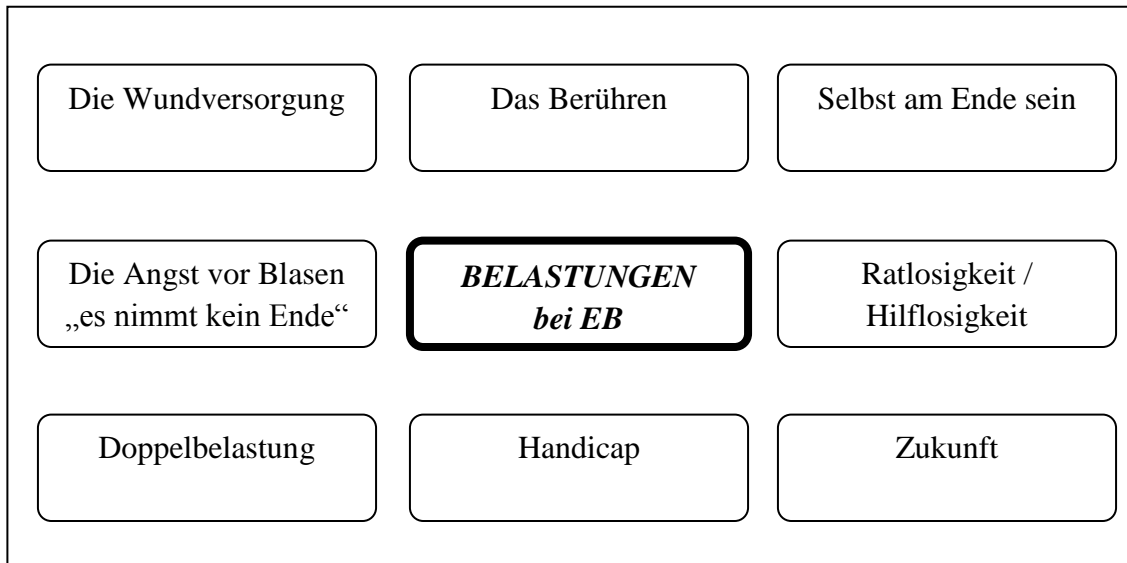 Die Wundversorgung
Das Berühren
Selbst am Ende sein
Die Angst vor Blasen
„es nimmt kein Ende“
BELASTUNGEN
bei EB
Ratlosigkeit /
Hilflosigkeit
Doppelbelastung
Handicap
Zukunft